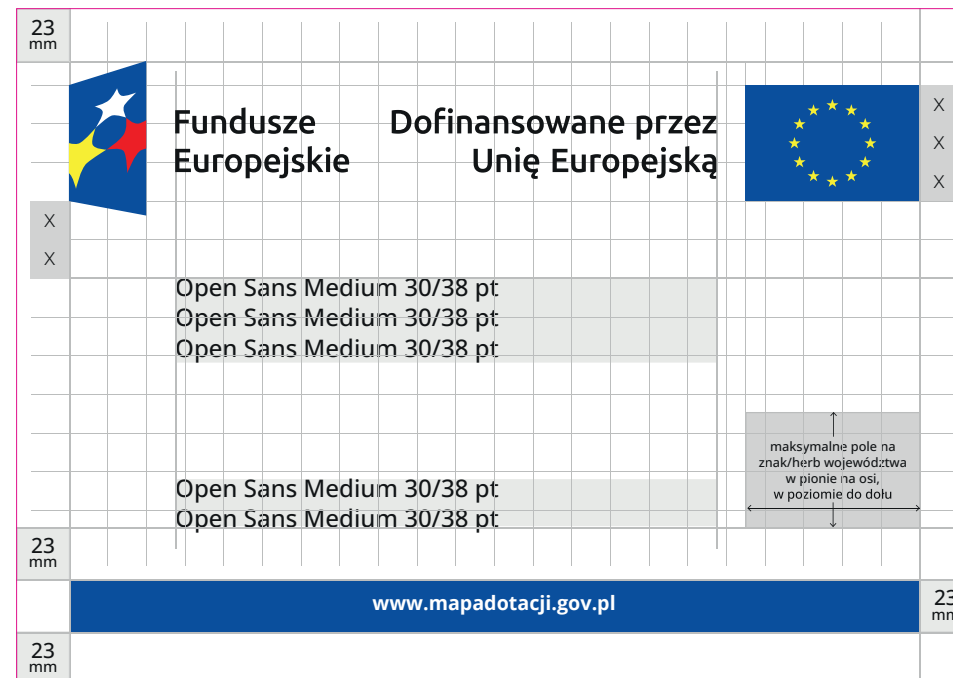 23
mm
Fundusze
Europejskie
Dofinansowane przez
Unię Europejską
X
X
X
X
X
Open Sans Medium 30/38 pt
Open Sans Medium 30/38 pt
Open Sans Medium 30/38 pt
maksymalne pole na
znak/herb województwa
w pionie na osi,
w poziomie do dołu
Open Sans Medium 30/38 pt
Open Sans Medium 30/38 pt
23
mm
www.mapadotacji.gov.pl
23
mm
23
mm